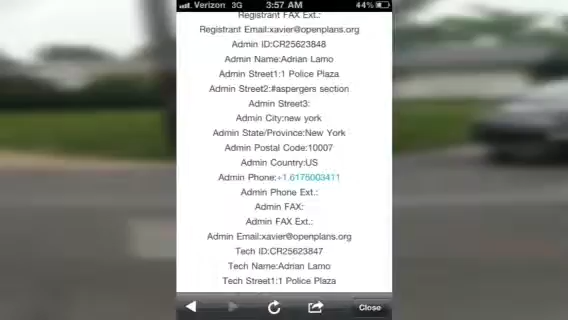 Verizon 3G 3:57 AM 44%
Registrant FAX Ext.:
Registrant Email:xavier@openplans.org
Admin ID:CR25623848
Admin Name:Adrian Lamo
Admin Street1:1 Police Plaza
Admin Street2:#aspergers section
Admin Street3:
Admin City:new york
Admin State/Province:New York
Admin Postal Code:10007
Admin Country:US
Admin Phone:+1.6175003411
Admin Phone Ext.:
Admin FAX:
Admin FAX Ext.:
Admin Email:xavier@openplans.org
Tech ID:CR25623847
Tech Name:Adrian Lamo
Tech Street1:1 Police Plaza
Close